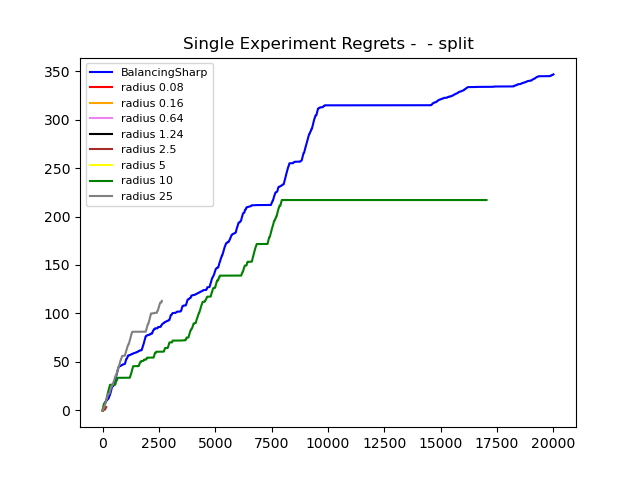 Single Experiment Regrets -  - split
350
300
250
200
150
100
50
0
BalancingSharp
radius 0.08
radius 0.16
radius 0.64
radius 1.24
radius 2.5
radius 5
radius 10
radius 25
0 2500 5000 7500 10000 12500 15000 17500 20000